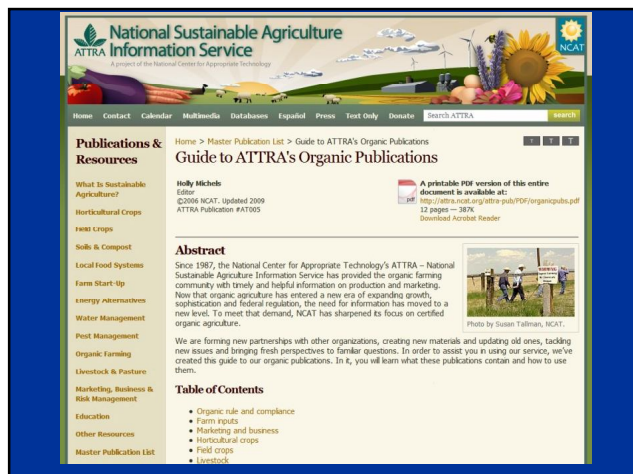 National Sustainable Agriculture
Information Service
ATTRA
A project of the National Center for Appropriate Technology
NCAT
Home Contact Calendar Multimedia Databases Español Press Text Only Donate Search ATTRA search
Publications &
Resources
What Is Sustainable
Agriculture?
Horticultural Crops
Field Crops
Soils & Compost
Local Food Systems
Farm Start-Up
Energy Alternatives
Water Management
Pest Management
Organic Farming
Livestock & Pasture
Marketing, Business &
Risk Management
Education
Other Resources
Master Publication List
Home > Master Publication List > Guide to ATTRA's Organic Publications
T T T
Guide to ATTRA's Organic Publications
Holly Michels
Editor
©2006 NCAT. Updated 2009
ATTRA Publication #AT005
pdf
A printable PDF version of this entire
document is available at:
http://attra.ncat.org/attra-pub/PDF/organicpubs.pdf
12 pages — 387K
Download Acrobat Reader
Abstract
Since 1987, the National Center for Appropriate Technology's ATTRA – National
Sustainable Agriculture Information Service has provided the organic farming
community with timely and helpful information on production and marketing.
Now that organic agriculture has entered a new era of expanding growth,
sophistication and federal regulation, the need for information has moved to a
new level. To meet that demand, NCAT has sharpened its focus on certified
organic agriculture.
Photo by Susan Tallman, NCAT.
We are forming new partnerships with other organizations, creating new materials and updating old ones, tackling
new issues and bringing fresh perspectives to familiar questions. In order to assist you in using our service, we've
created this guide to our organic publications. In it, you will learn what these publications contain and how to use
them.
Table of Contents
• Organic rule and compliance
• Farm inputs
• Marketing and business
• Horticultural crops
• Field crops
• Livestock